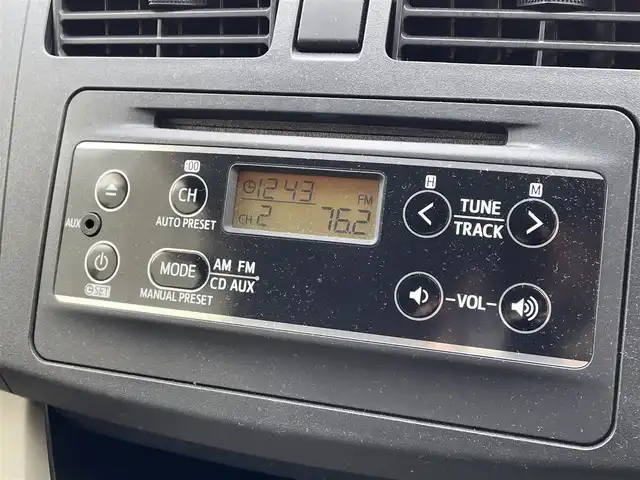 :00
AUX
CH
AUTO PRESET
12:43
FM
CH 2 76.2
H
TUNE
TRACK
M
SET
MODE
AM FM
CD AUX
MANUAL PRESET
-VOL-